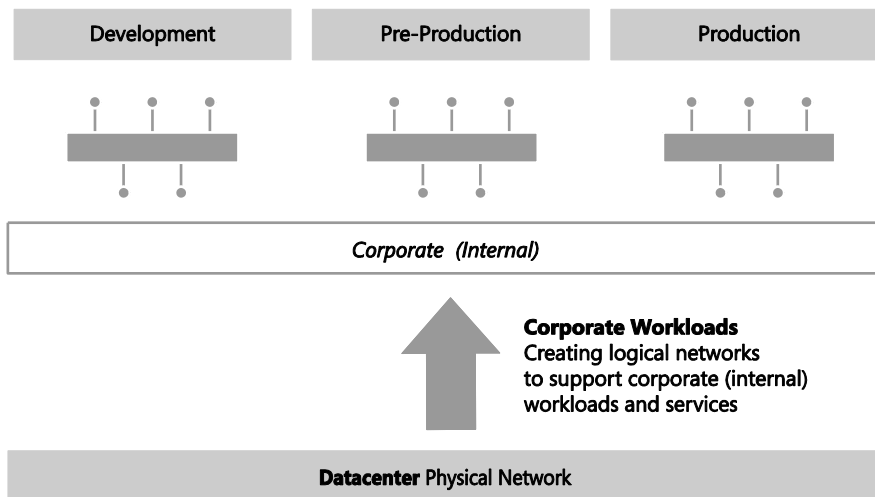 Development
Pre-Production
Production
Corporate (Internal)
Corporate Workloads
Creating logical networks
to support corporate (internal)
workloads and services
Datacenter Physical Network